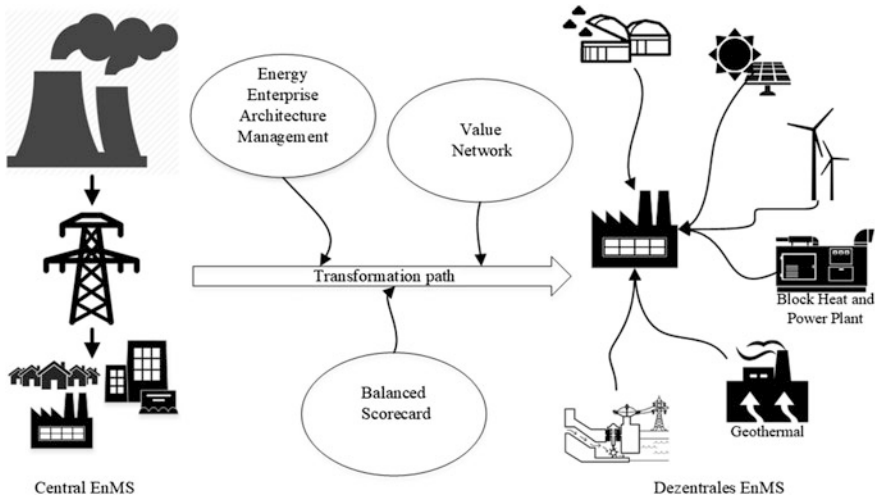 Energy
Enterprise
Architecture
Management
Value
Network
Transformation path
Balanced
Scorecard
Block Heat and
Power Plant
Geothermal
Central EnMS
Dezentrales EnMS